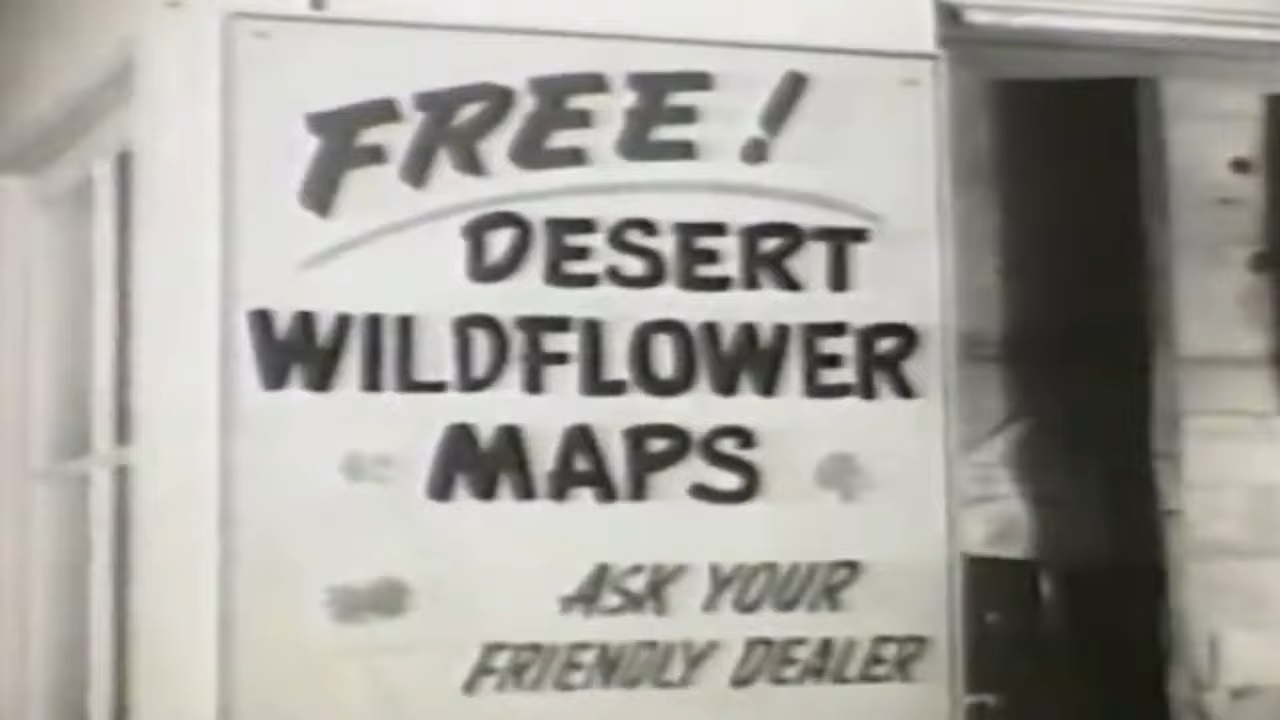 FREE!
DESERT
WILDFLOWER
MAPS
ASK YOUR
FRIENDLY DEALER